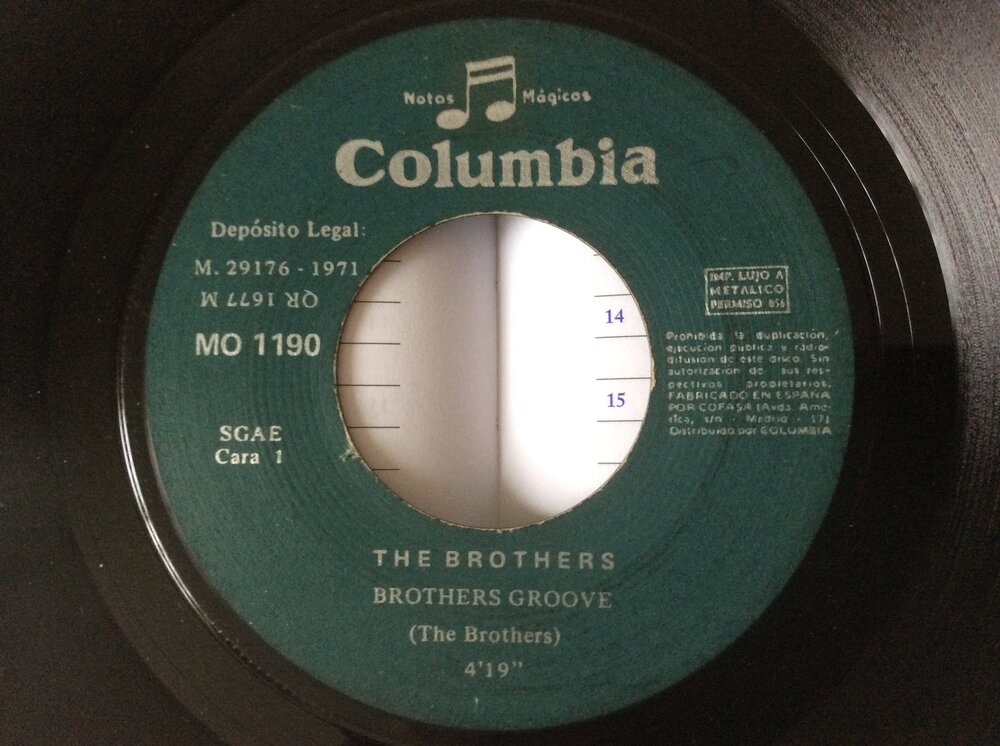 Notas Mágicas
Columbia
Depósito Legal:
M. 29176 - 1971
QR 1677 M
MO 1190
SGAE
Cara 1
IMP. LUJO A
METALICO
PERMISO 856
Prohibida la duplicación,
ejecución pública y radio-
difusión de este disco. Sin
autorización de sus res-
pectivos propietarios.
FABRICADO EN ESPAÑA
POR COFASA (Avda. Amé-
rica, s/n - Madrid - 17)
Distribuido por COLUMBIA
14
15
THE BROTHERS
BROTHERS GROOVE
(The Brothers)
4'19"